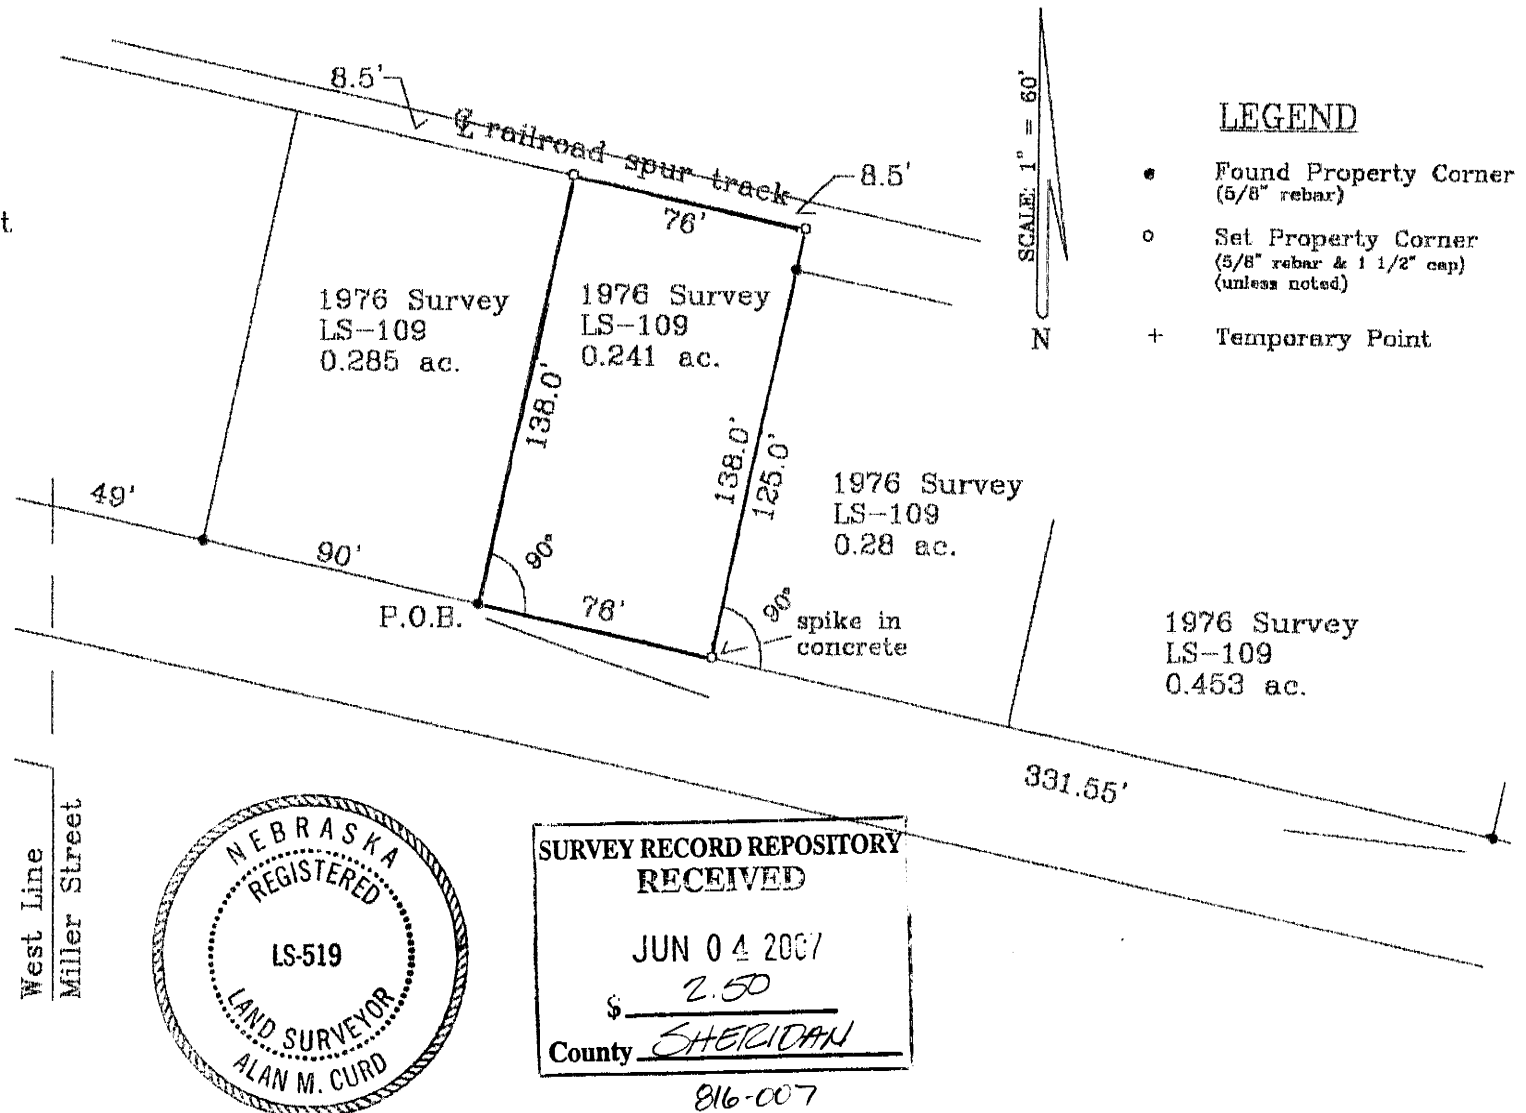 8.5'
℄ railroad spur track
8.5'
76'
t
1976 Survey
LS-109
0.285 ac.
1976 Survey
LS-109
0.241 ac.
138.0'
138.0'
125.0'
1976 Survey
LS-109
0.28 ac.
49'
90'
90°
P.O.B.
76'
90°
spike in
concrete
1976 Survey
LS-109
0.453 ac.
331.55'
SCALE: 1" = 60'
N
LEGEND
Found Property Corner
(5/8" rebar)
Set Property Corner
(5/8" rebar & 1 1/2" cap)
(unless noted)
+ Temporary Point
West Line
Miller Street
NEBRASKA
REGISTERED
LS-519
LAND SURVEYOR
ALAN M. CURD
SURVEY RECORD REPOSITORY
RECEIVED
JUN 04 2007
$ 2.50
County SHERIDAN
816-007